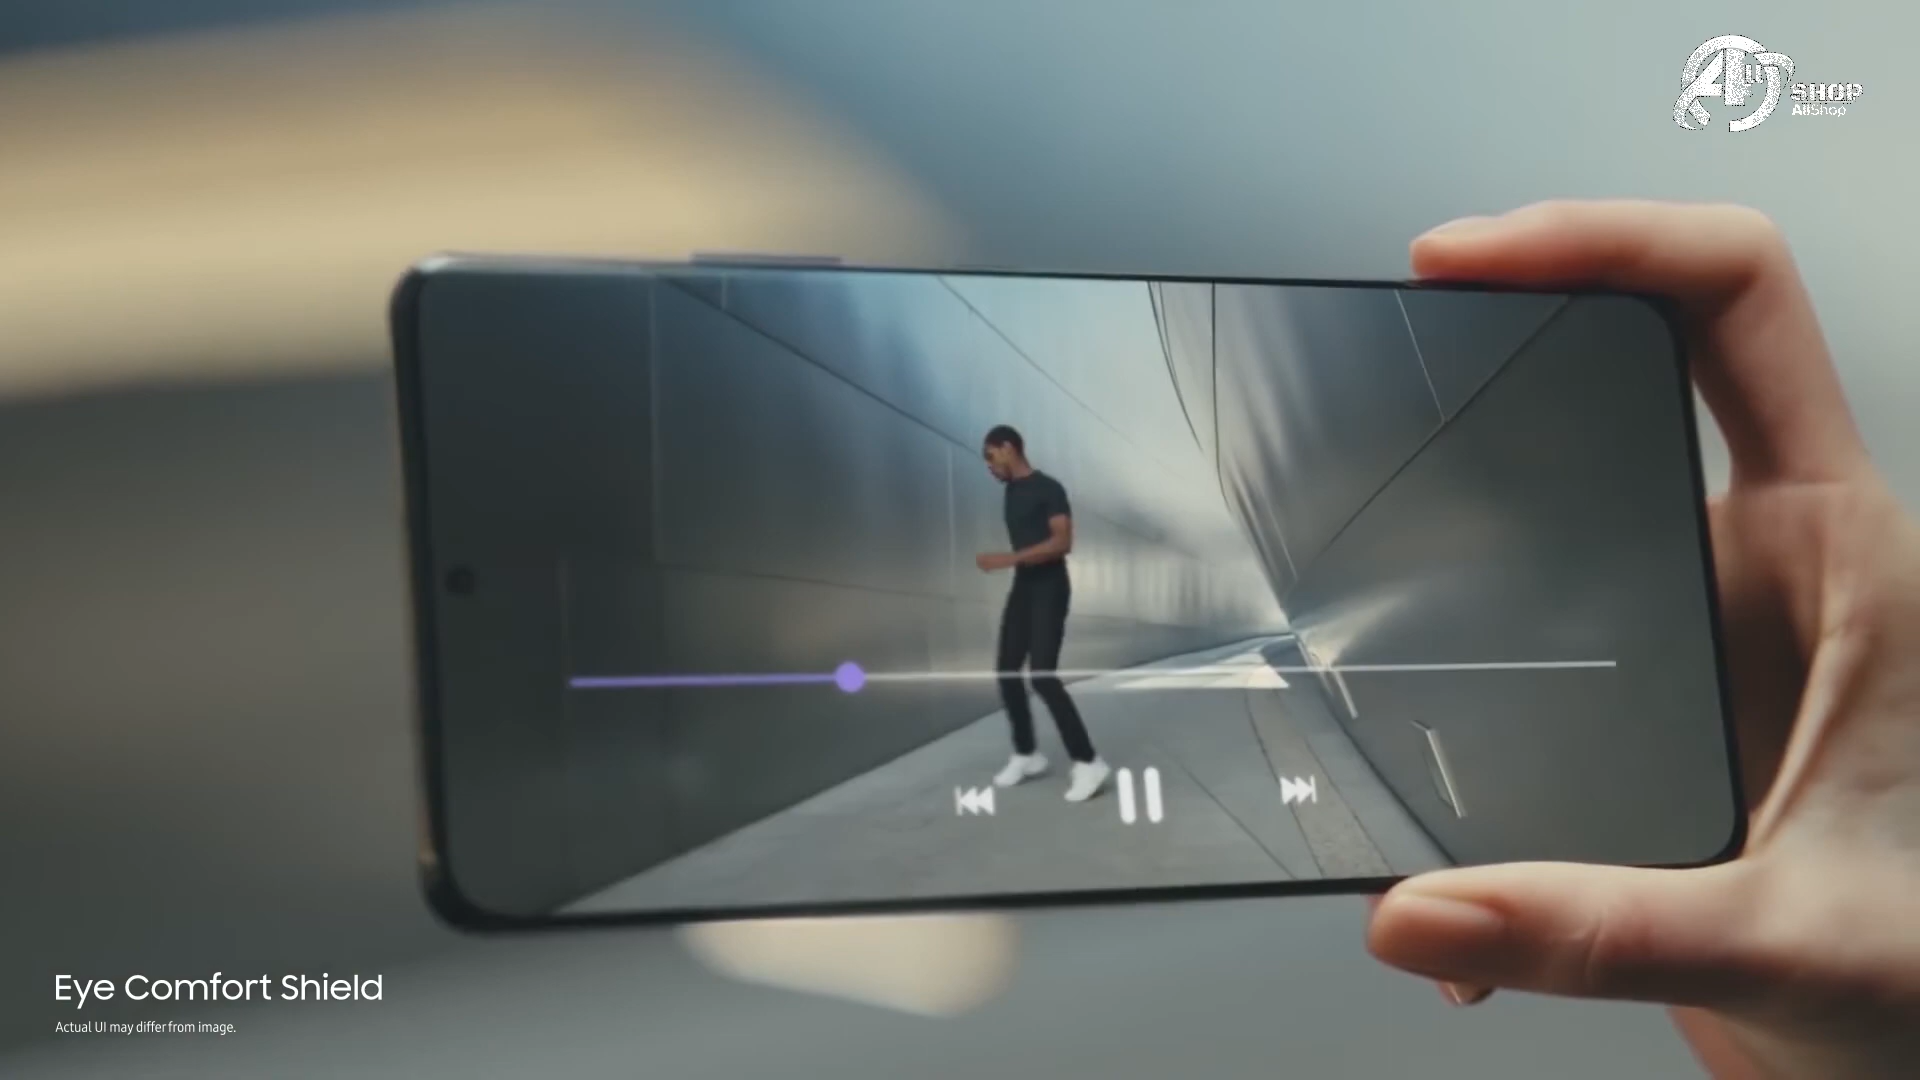 SHOP
AllShop
Eye Comfort Shield
Actual UI may differ from image.